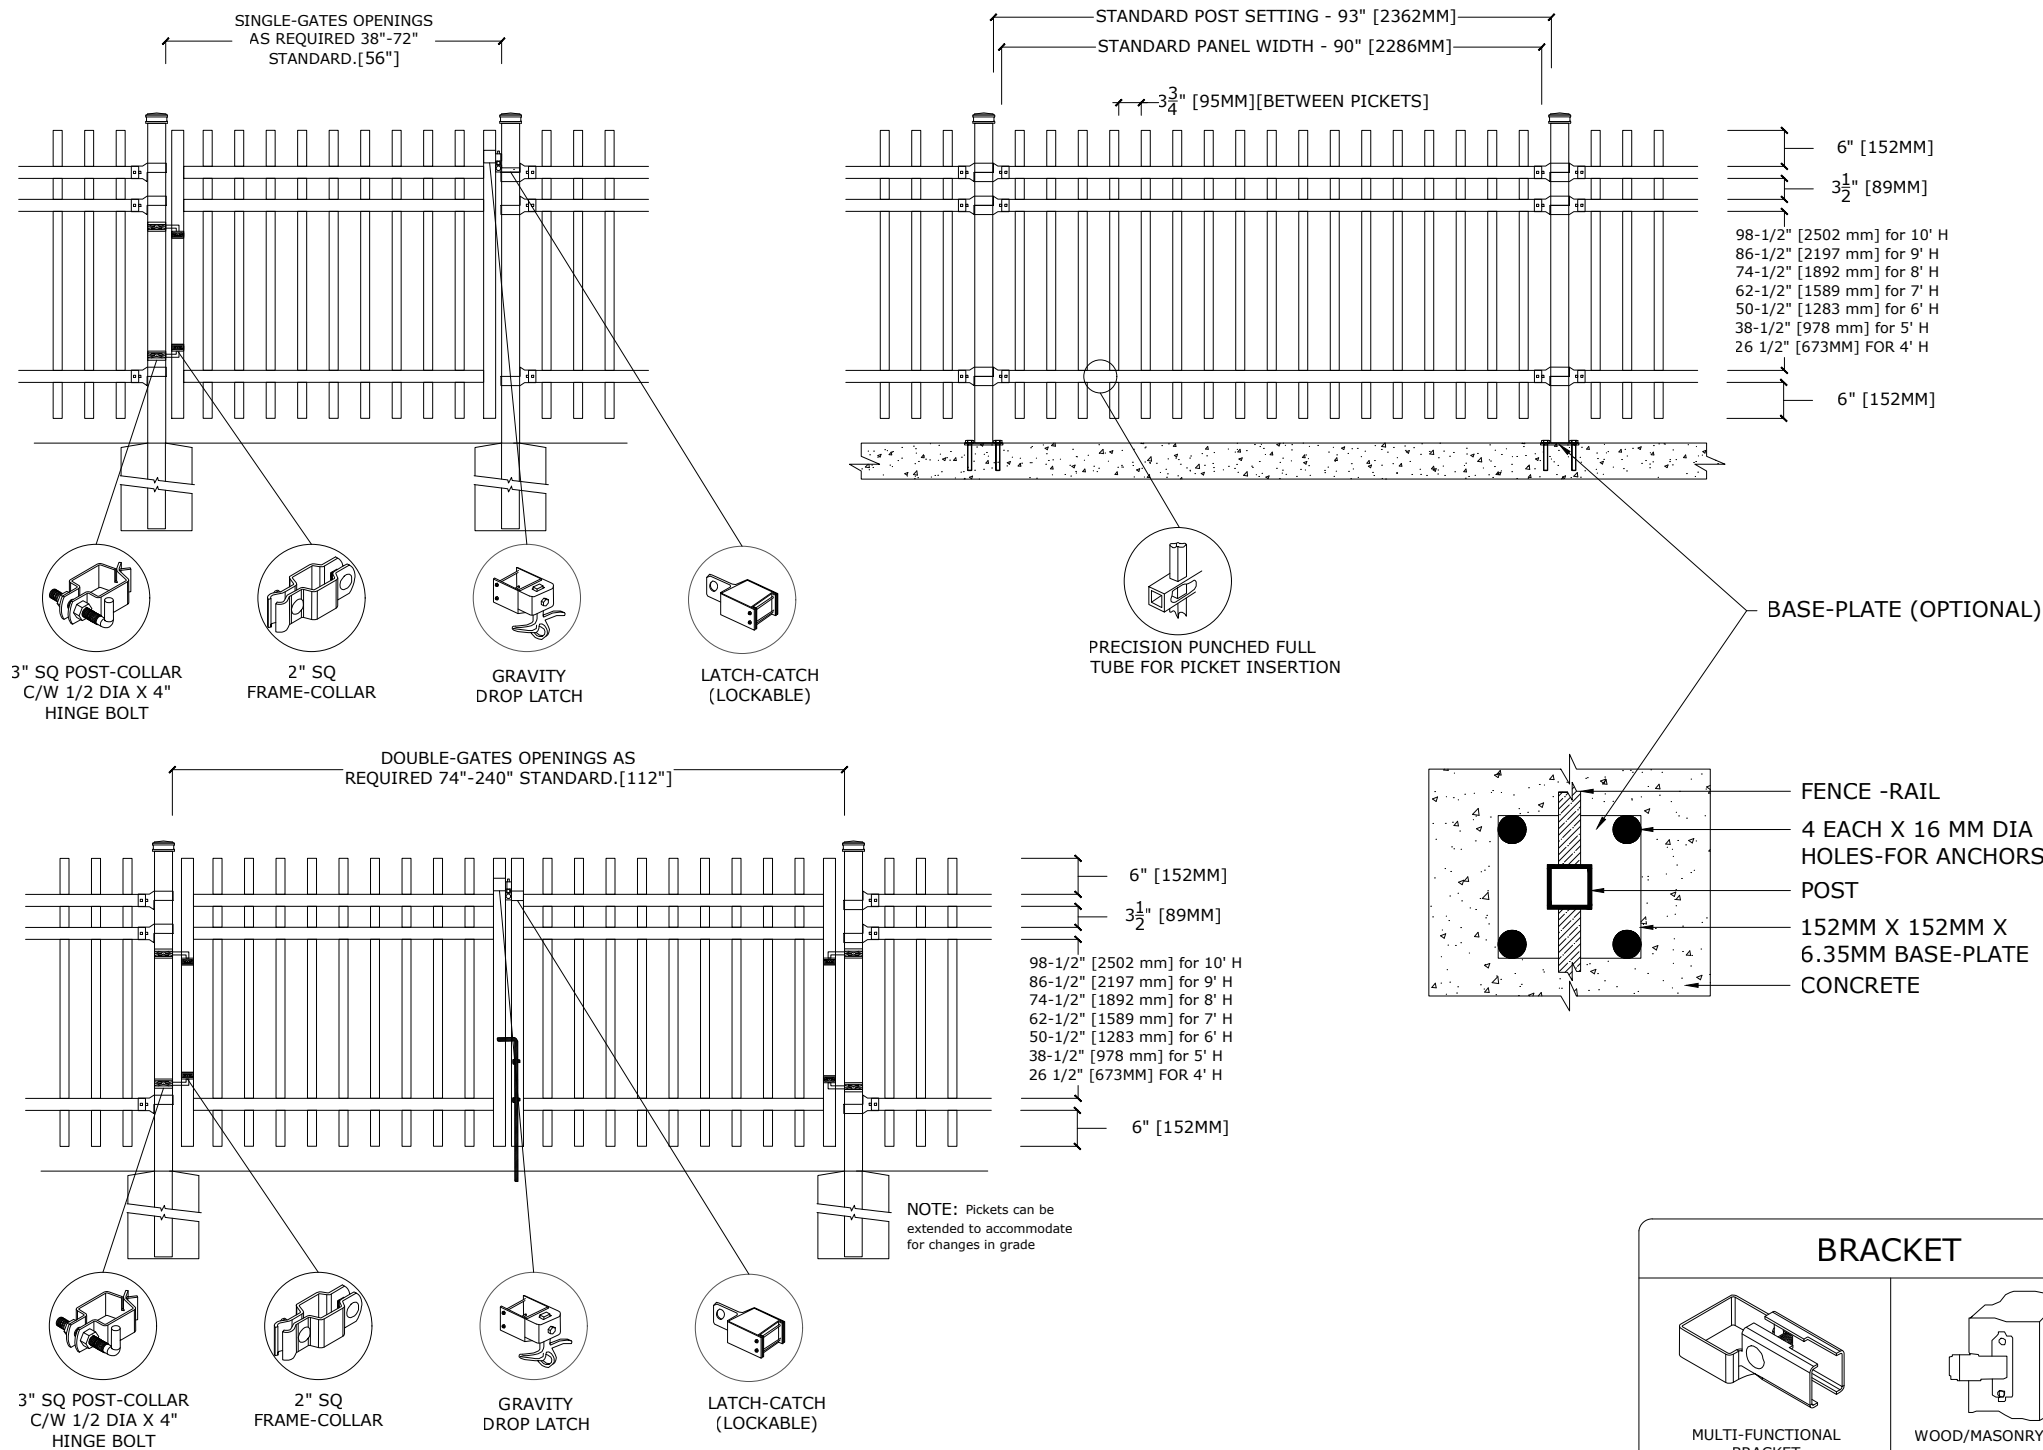 SINGLE-GATES OPENINGS
AS REQUIRED 38"-72"
STANDARD.[56"]
3" SQ POST-COLLAR
C/W 1/2 DIA X 4"
HINGE BOLT
2" SQ
FRAME-COLLAR
GRAVITY
DROP LATCH
LATCH-CATCH
(LOCKABLE)
STANDARD POST SETTING - 93" [2362MM]
STANDARD PANEL WIDTH - 90" [2286MM]
3 3/4" [95MM][BETWEEN PICKETS]
6" [152MM]
3 1/2" [89MM]
98-1/2" [2502 mm] for 10' H
86-1/2" [2197 mm] for 9' H
74-1/2" [1892 mm] for 8' H
62-1/2" [1589 mm] for 7' H
50-1/2" [1283 mm] for 6' H
38-1/2" [978 mm] for 5' H
26 1/2" [673MM] FOR 4' H
6" [152MM]
PRECISION PUNCHED FULL
TUBE FOR PICKET INSERTION
BASE-PLATE (OPTIONAL)
FENCE -RAIL
4 EACH X 16 MM DIA
HOLES-FOR ANCHORS
POST
152MM X 152MM X
6.35MM BASE-PLATE
CONCRETE
DOUBLE-GATES OPENINGS AS
REQUIRED 74"-240" STANDARD.[112"]
6" [152MM]
3 1/2" [89MM]
98-1/2" [2502 mm] for 10' H
86-1/2" [2197 mm] for 9' H
74-1/2" [1892 mm] for 8' H
62-1/2" [1589 mm] for 7' H
50-1/2" [1283 mm] for 6' H
38-1/2" [978 mm] for 5' H
26 1/2" [673MM] FOR 4' H
6" [152MM]
NOTE: Pickets can be
extended to accommodate
for changes in grade
3" SQ POST-COLLAR
C/W 1/2 DIA X 4"
HINGE BOLT
2" SQ
FRAME-COLLAR
GRAVITY
DROP LATCH
LATCH-CATCH
(LOCKABLE)
BRACKET
MULTI-FUNCTIONAL
BRACKET
WOOD/MASONRY